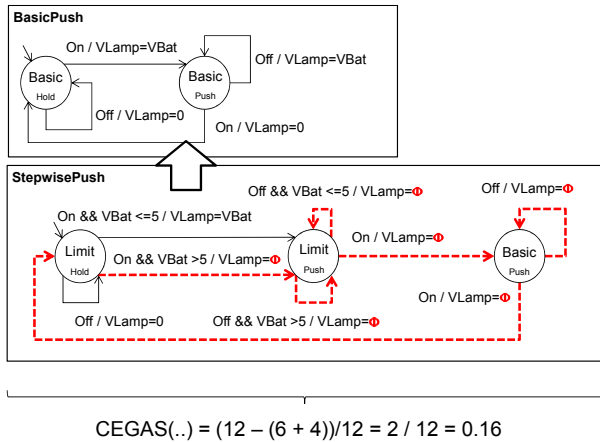 BasicPush
On / VLamp=VBat
Off / VLamp=VBat
Basic
Hold
Basic
Push
Off / VLamp=0
On / VLamp=0
StepwisePush
Off && VBat <=5 / VLamp=Φ
Off / VLamp=Φ
On && VBat <=5 / VLamp=VBat
On / VLamp=Φ
Limit
Hold
On && VBat >5 / VLamp=Φ
Limit
Push
Basic
Push
On / VLamp=Φ
Off / VLamp=0
Off && VBat >5 / VLamp=Φ
CEGAS(..) = (12 – (6 + 4))/12 = 2 / 12 = 0.16